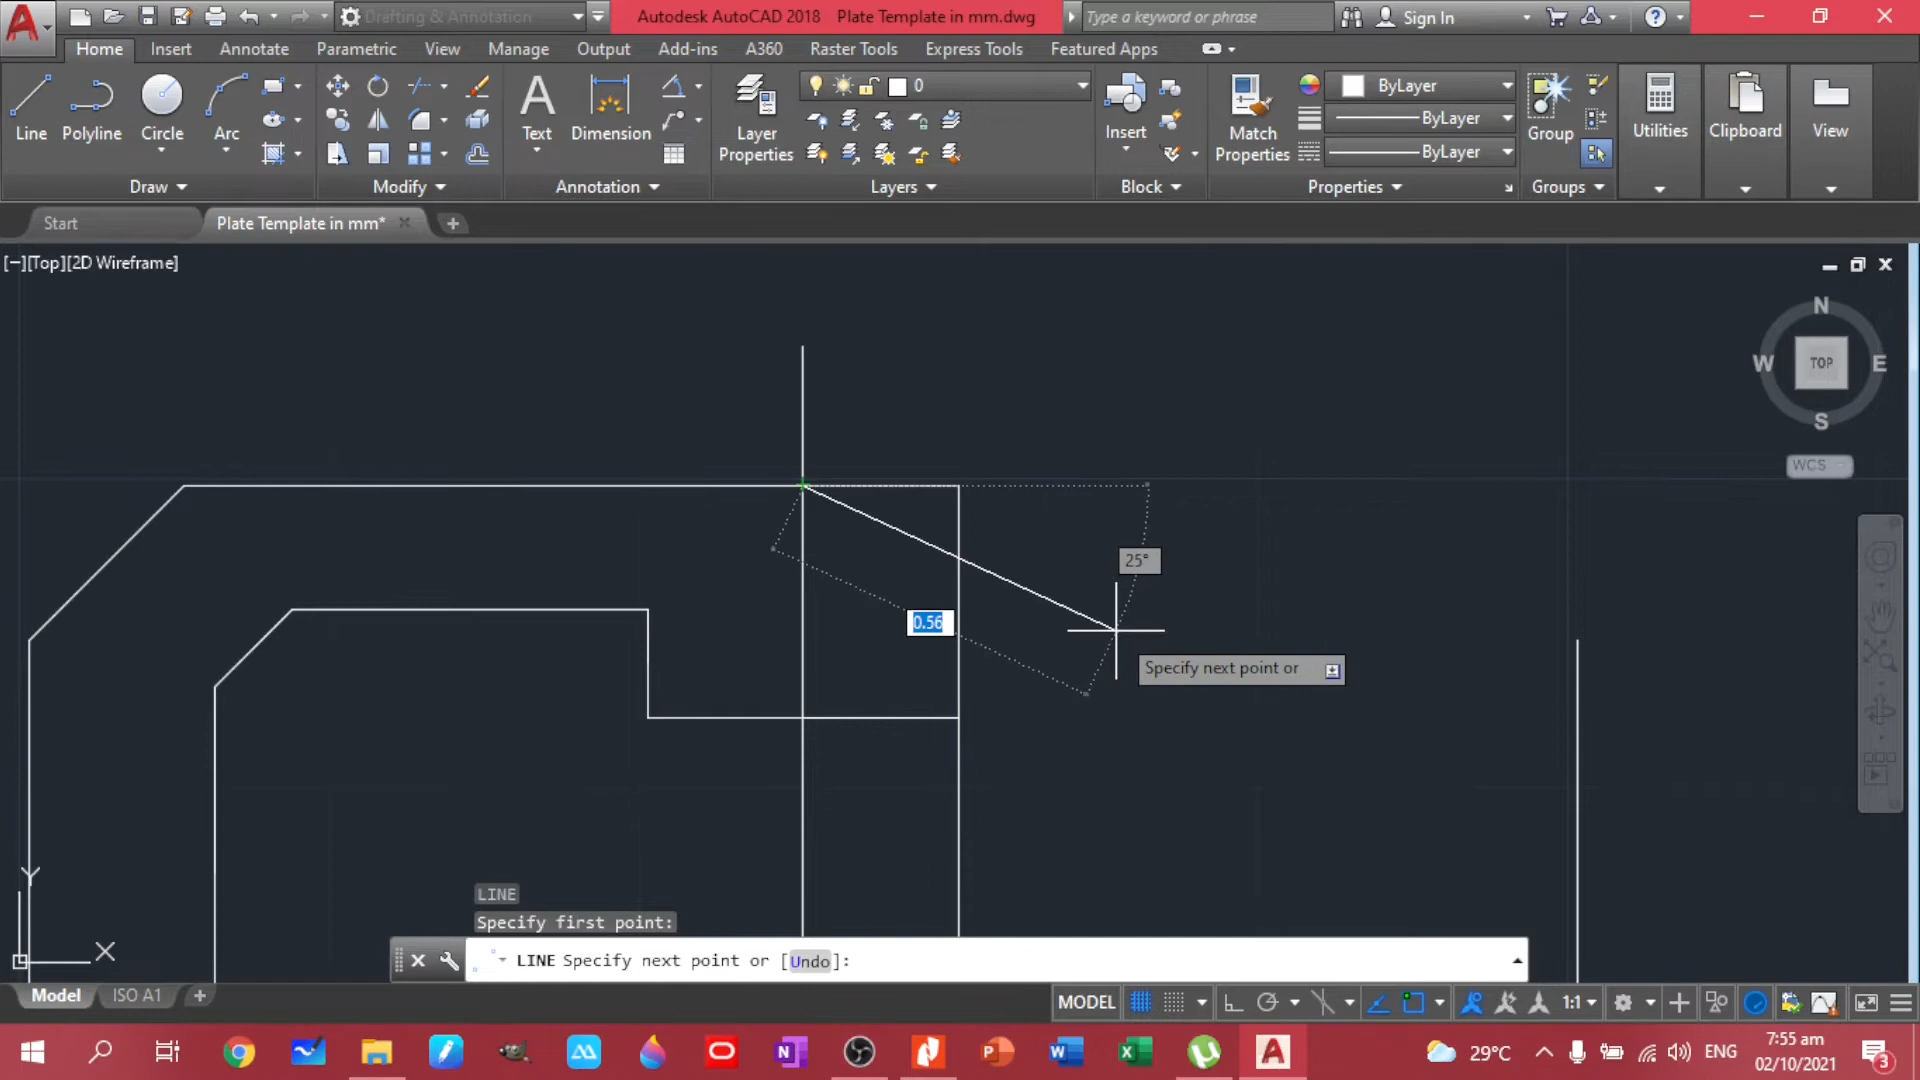 Drafting & Annotation
Autodesk AutoCAD 2018 Plate Template in mm.dwg
Type a keyword or phrase
Sign In
Home Insert Annotate Parametric View Manage Output Add-ins A360 Raster Tools Express Tools Featured Apps
0
ByLayer
Line Polyline Circle Arc
A
Text Dimension
Layer Properties
Insert
Match Properties
ByLayer
ByLayer
Group
Utilities Clipboard View
Draw Modify Annotation Layers Block Properties Groups
Start Plate Template in mm*
[−][Top][2D Wireframe]
N
W TOP E
S
WCS
25°
0.56
Specify next point or
Y
X
LINE
Specify first point:
LINE Specify next point or [Undo]:
Model ISO A1
MODEL 1:1
29°C ENG 7:55 am
02/10/2021
3